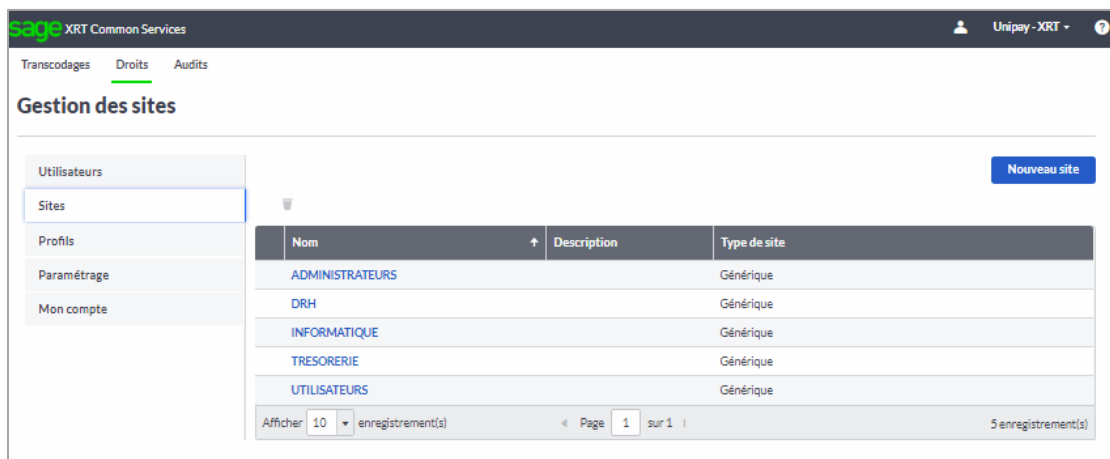 sage XRT Common Services
Unipay - XRT
?
Transcodages Droits Audits
Gestion des sites
Utilisateurs
Sites
Profils
Paramétrage
Mon compte
Nouveau site
Nom Description Type de site
ADMINISTRATEURS Générique
DRH Générique
INFORMATIQUE Générique
TRESORERIE Générique
UTILISATEURS Générique
Afficher 10 enregistrement(s) Page 1 sur 1 5 enregistrement(s)